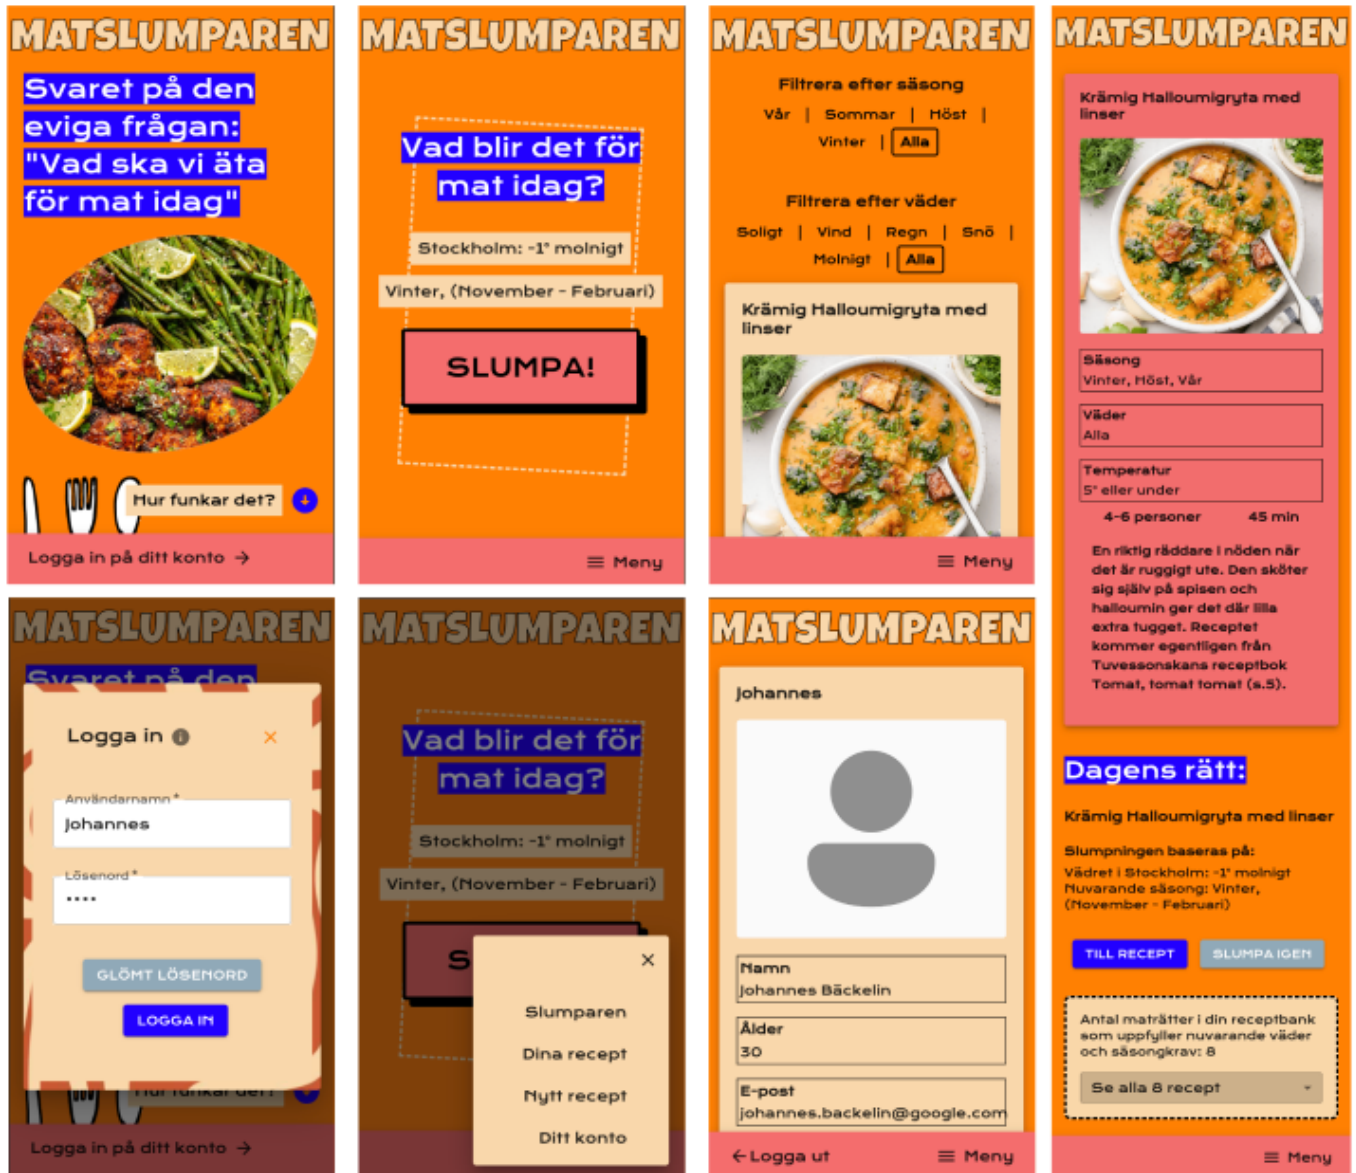 MATSLUMPAREN
Svaret på den
eviga frågan:
"Vad ska vi äta
för mat idag"
Hur funkar det?
Logga in på ditt konto →
MATSLUMPAREN
Vad blir det för
mat idag?
Stockholm: -1° molnigt
Vinter, (November - Februari)
SLUMPA!
Meny
MATSLUMPAREN
Filtrera efter säsong
Vår | Sommar | Höst |
Vinter | Alla
Filtrera efter väder
Soligt | Vind | Regn | Snö |
Molnigt | Alla
Krämig Halloumigryta med
linser
Meny
MATSLUMPAREN
Krämig Halloumigryta med
linser
Säsong
Vinter, Höst, Vår
Väder
Alla
Temperatur
5° eller under
4-6 personer 45 min
En riktig räddare i nöden när
det är ruggigt ute. Den sköter
sig själv på spisen och
halloumin ger det där lilla
extra tugget. Receptet
kommer egentligen från
Tuvessonskans receptbok
Tomat, tomat tomat (s.5).
Dagens rätt:
Krämig Halloumigryta med linser
Slumpningen baseras på:
Vädret i Stockholm: -1° molnigt
Nuvarande säsong: Vinter,
(November - Februari)
TILL RECEPT SLUMPA IGEN
Antal maträtter i din receptbank
som uppfyller nuvarande väder
och säsongkrav: 8
Se alla 8 recept
Meny
MATSLUMPAREN
Svaret på den
Logga in
Användarnamn *
Johannes
Lösenord *
••••
GLÖMT LÖSENORD
LOGGA IN
Hur funkar det?
Logga in på ditt konto →
MATSLUMPAREN
Vad blir det för
mat idag?
Stockholm: -1° molnigt
Vinter, (November - Februari)
S
Slumparen
Dina recept
Nytt recept
Ditt konto
MATSLUMPAREN
Johannes
Namn
Johannes Bäckelin
Ålder
30
E-post
johannes.backelin@google.com
← Logga ut Meny